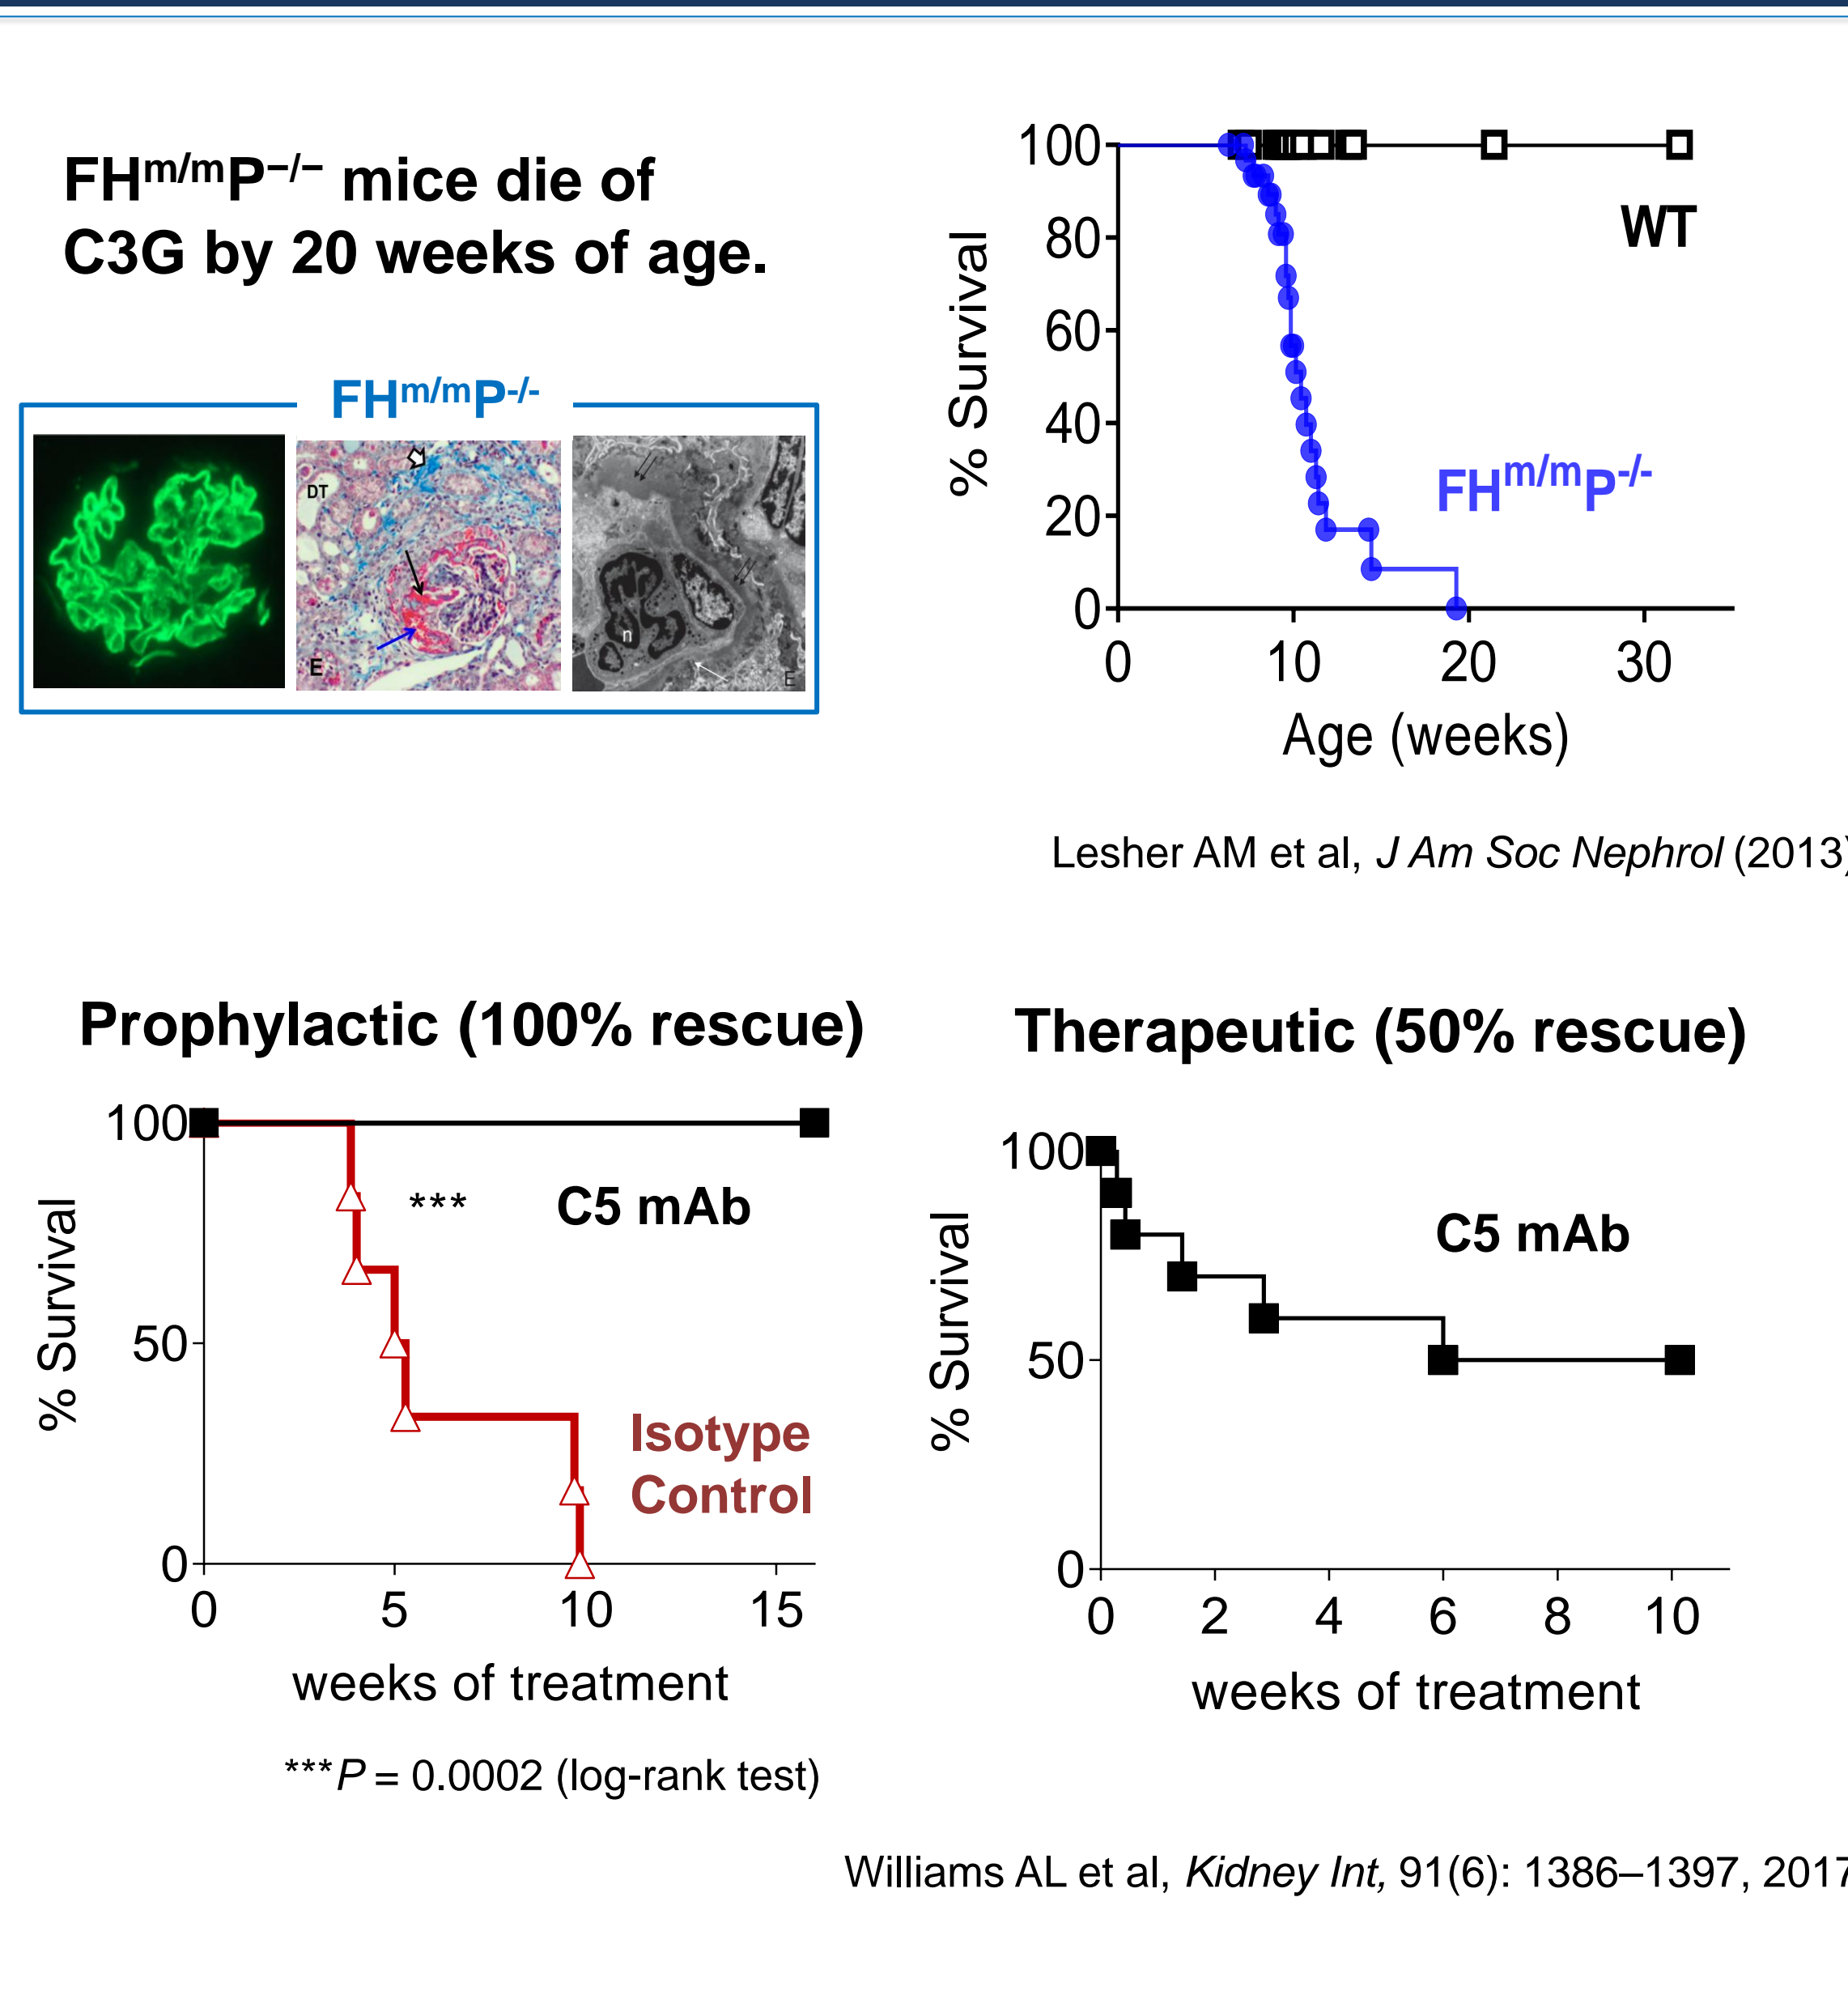 FHm/mP−/− mice die of
C3G by 20 weeks of age.
FHm/mP-/-
DT
E
n
E
100
80
60
40
20
0
% Survival
WT
FHm/mP-/-
0 10 20 30
Age (weeks)
Lesher AM et al, J Am Soc Nephrol (2013)
Prophylactic (100% rescue)
100
50
0
% Survival
***
C5 mAb
Isotype
Control
0 5 10 15
weeks of treatment
***P = 0.0002 (log-rank test)
Therapeutic (50% rescue)
100
50
0
% Survival
C5 mAb
0 2 4 6 8 10
weeks of treatment
Williams AL et al, Kidney Int, 91(6): 1386–1397, 2017